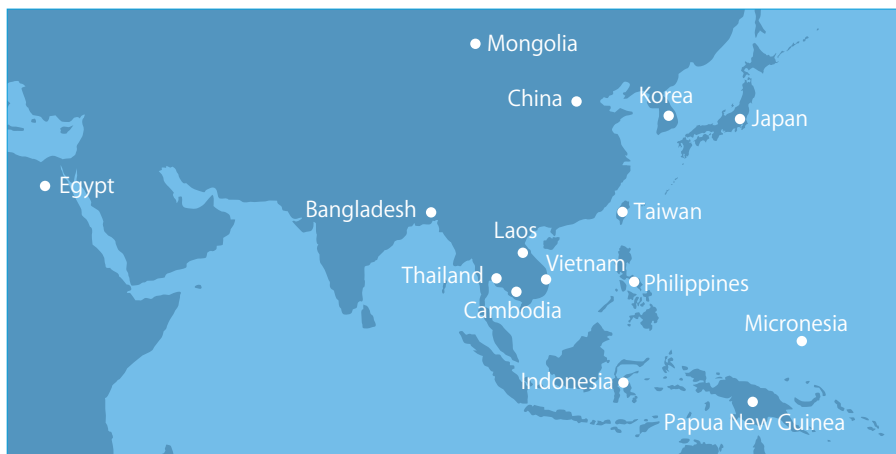 Mongolia
China
Korea
Japan
Egypt
Bangladesh
Taiwan
Laos
Thailand
Vietnam
Philippines
Cambodia
Micronesia
Indonesia
Papua New Guinea